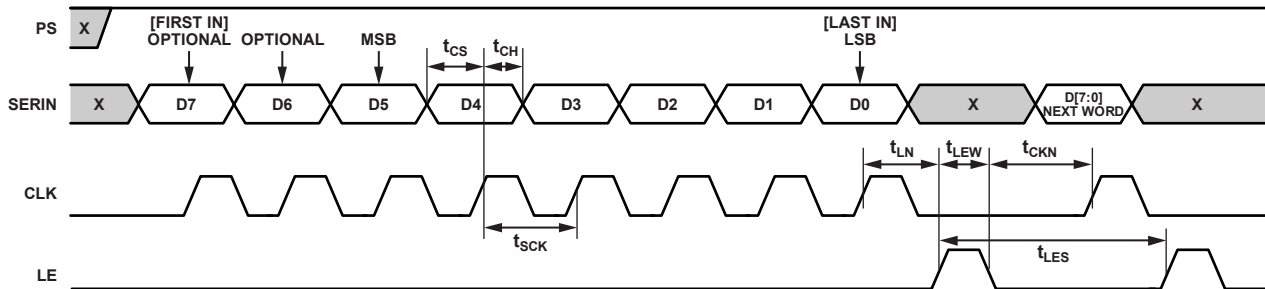 PS X
[FIRST IN]
OPTIONAL
OPTIONAL
MSB
tCS
tCH
[LAST IN]
LSB
SERIN X D7 D6 D5 D4 D3 D2 D1 D0 X D[7:0] NEXT WORD X
tLN
tLEW
tCKN
CLK
tSCK
tLES
LE